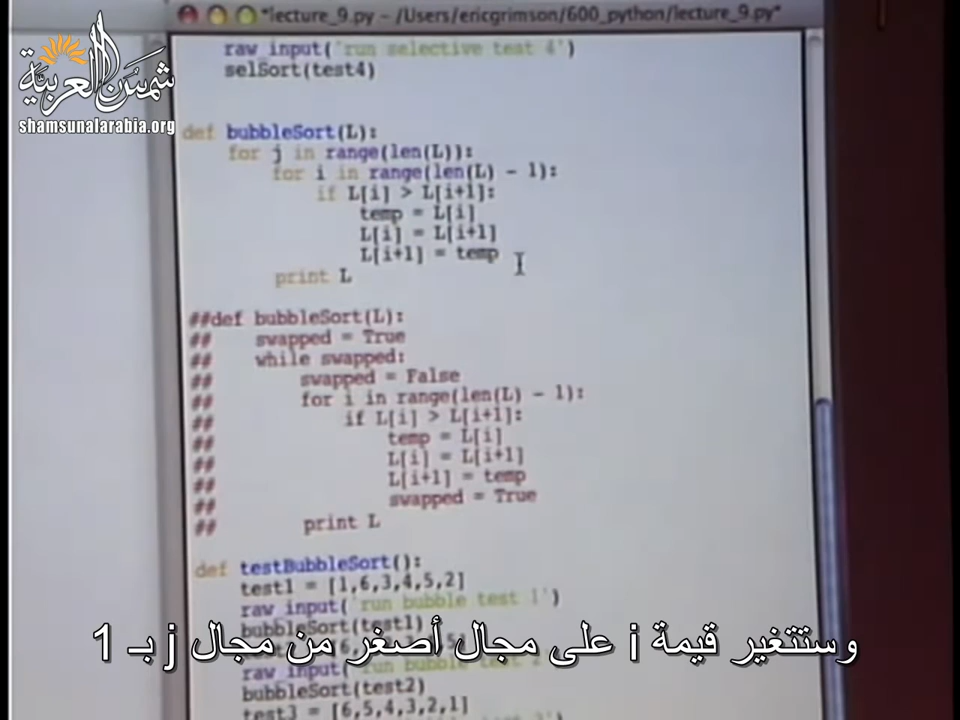 *lecture_9.py – /Users/ericgrimson/600_python/lecture_9.py*
شمس العربية
shamsunalarabia.org
raw_input('run selective test 4')
selSort(test4)
def bubbleSort(L):
for j in range(len(L)):
for i in range(len(L) - 1):
if L[i] > L[i+1]:
temp = L[i]
L[i] = L[i+1]
L[i+1] = temp
print L
##def bubbleSort(L):
## swapped = True
## while swapped:
## swapped = False
## for i in range(len(L) - 1):
## if L[i] > L[i+1]:
## temp = L[i]
## L[i] = L[i+1]
## L[i+1] = temp
## swapped = True
## print L
def testBubbleSort():
test1 = [1,6,3,4,5,2]
raw_input('run bubble test 1')
bubbleSort(test1)
وستتغير قيمة i على مجال أصغر من مجال j بـ 1
raw_input('run bubble test 2')
bubbleSort(test2)
test3 = [6,5,4,3,2,1]